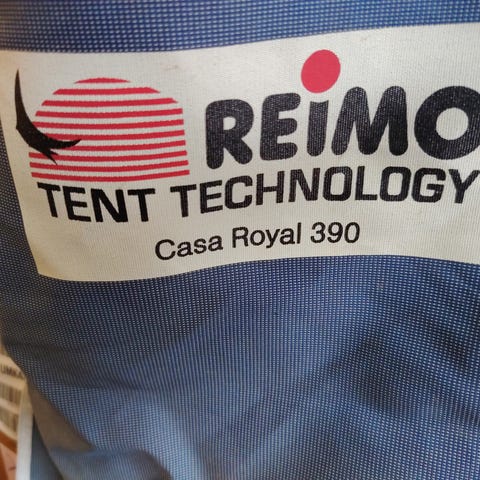 REiMO
TENT TECHNOLOGY
Casa Royal 390